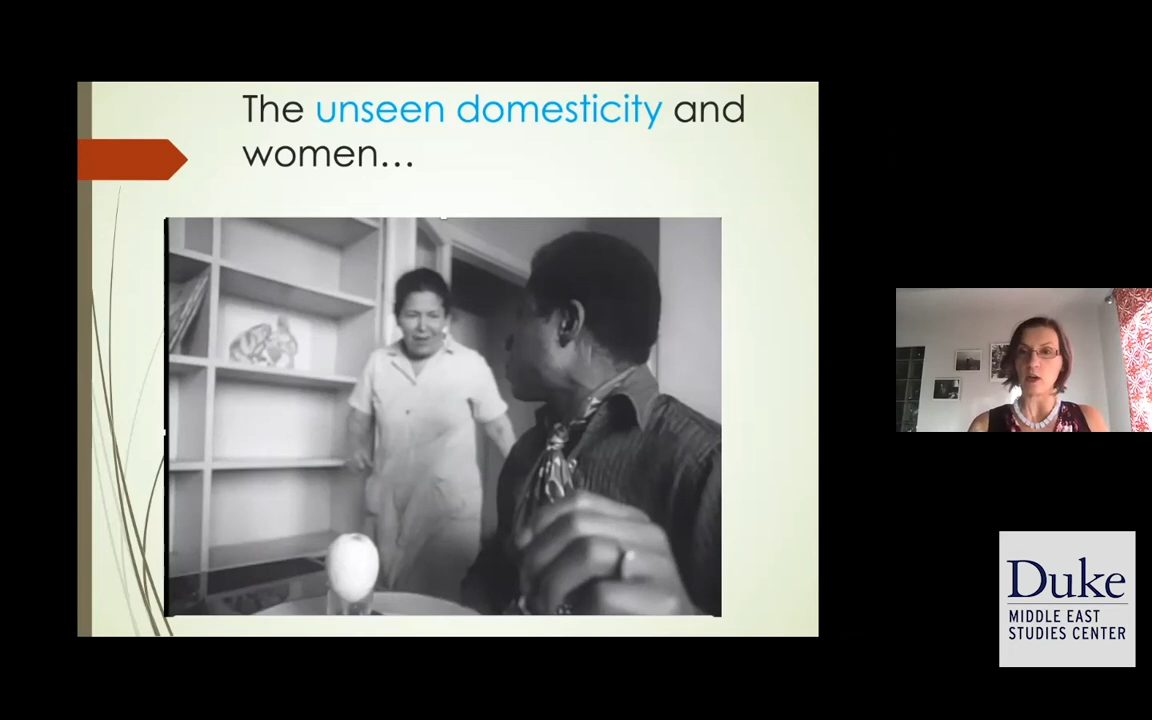 The unseen domesticity and
women…
Duke
MIDDLE EAST
STUDIES CENTER